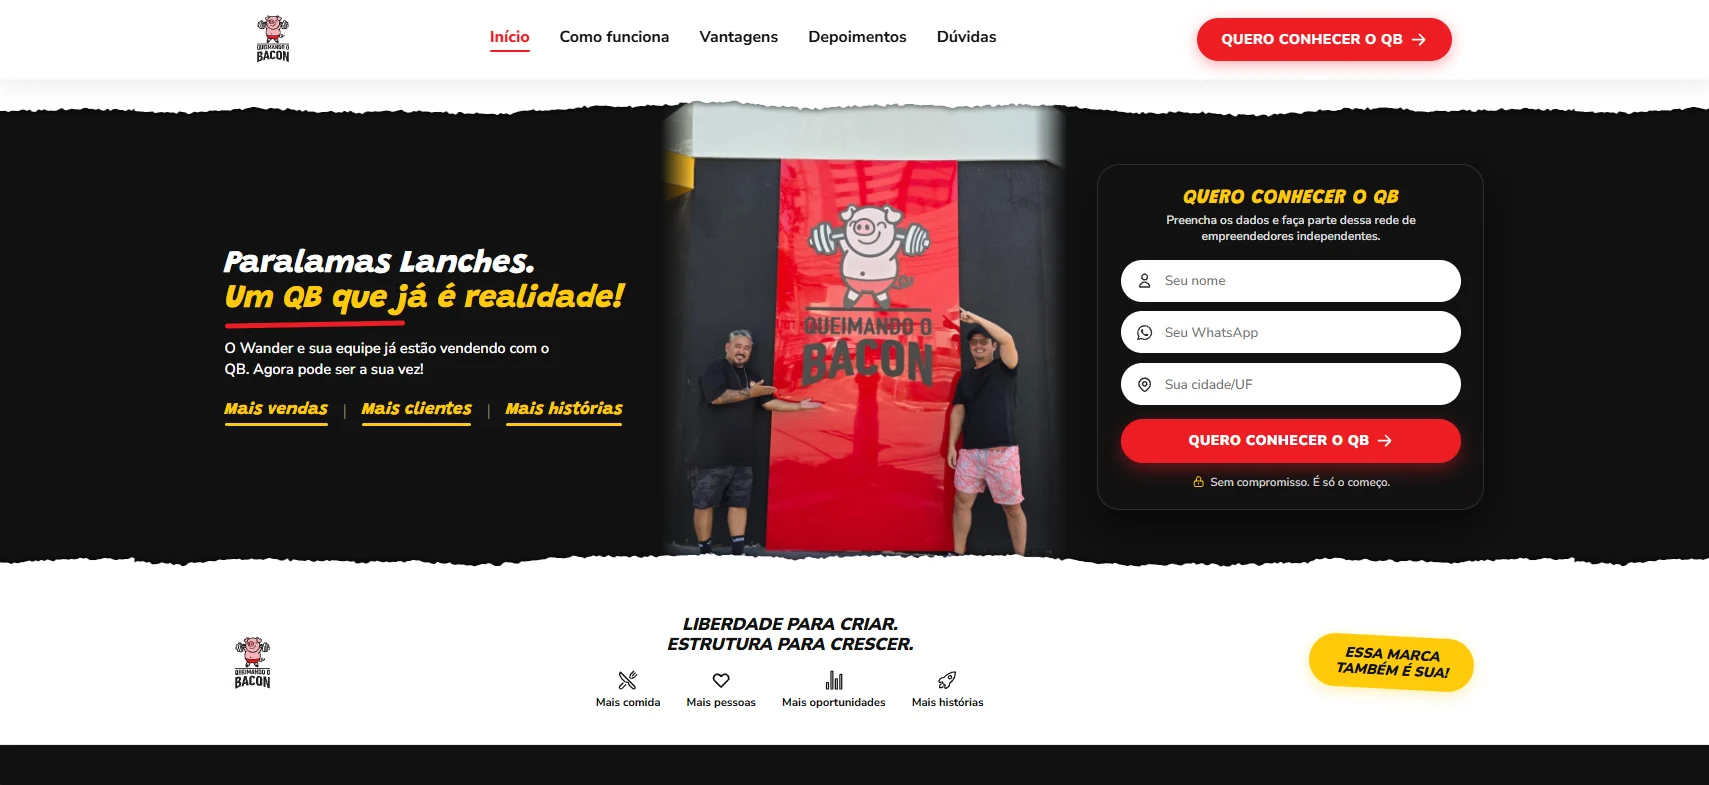 QUEIMANDO O
BACON
Início
Como funciona
Vantagens
Depoimentos
Dúvidas
QUERO CONHECER O QB
Paralamas Lanches.
Um QB que já é realidade!
O Wander e sua equipe já estão vendendo com o
QB. Agora pode ser a sua vez!
Mais vendas | Mais clientes | Mais histórias
QUEIMANDO O
BACON
QUERO CONHECER O QB
Preencha os dados e faça parte dessa rede de
empreendedores independentes.
Seu nome
Seu WhatsApp
Sua cidade/UF
QUERO CONHECER O QB
Sem compromisso. É só o começo.
QUEIMANDO O
BACON
LIBERDADE PARA CRIAR.
ESTRUTURA PARA CRESCER.
Mais comida
Mais pessoas
Mais oportunidades
Mais histórias
ESSA MARCA
TAMBÉM É SUA!